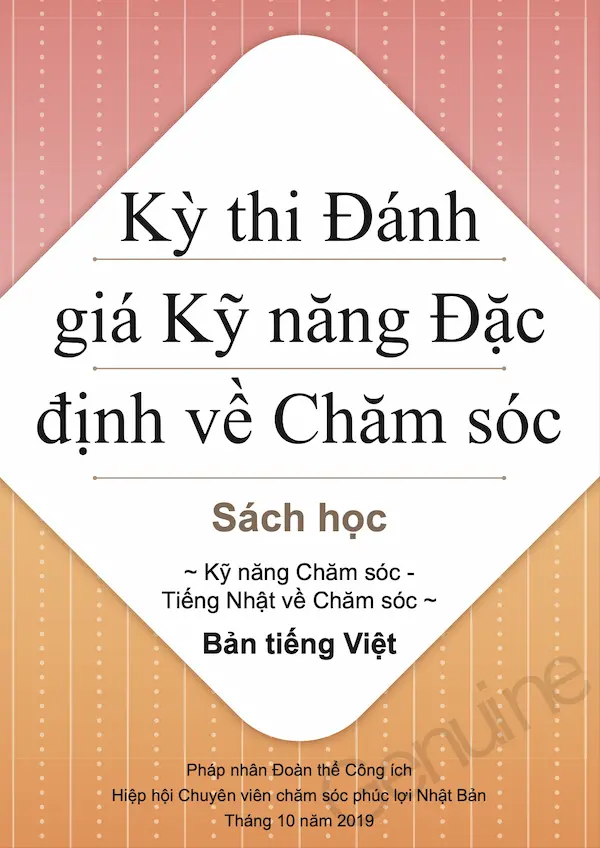 Kỳ thi Đánh
giá Kỹ năng Đặc
định về Chăm sóc
Sách học
~ Kỹ năng Chăm sóc -
Tiếng Nhật về Chăm sóc ~
Bản tiếng Việt
Genuine
Pháp nhân Đoàn thể Công ích
Hiệp hội Chuyên viên chăm sóc phúc lợi Nhật Bản
Tháng 10 năm 2019